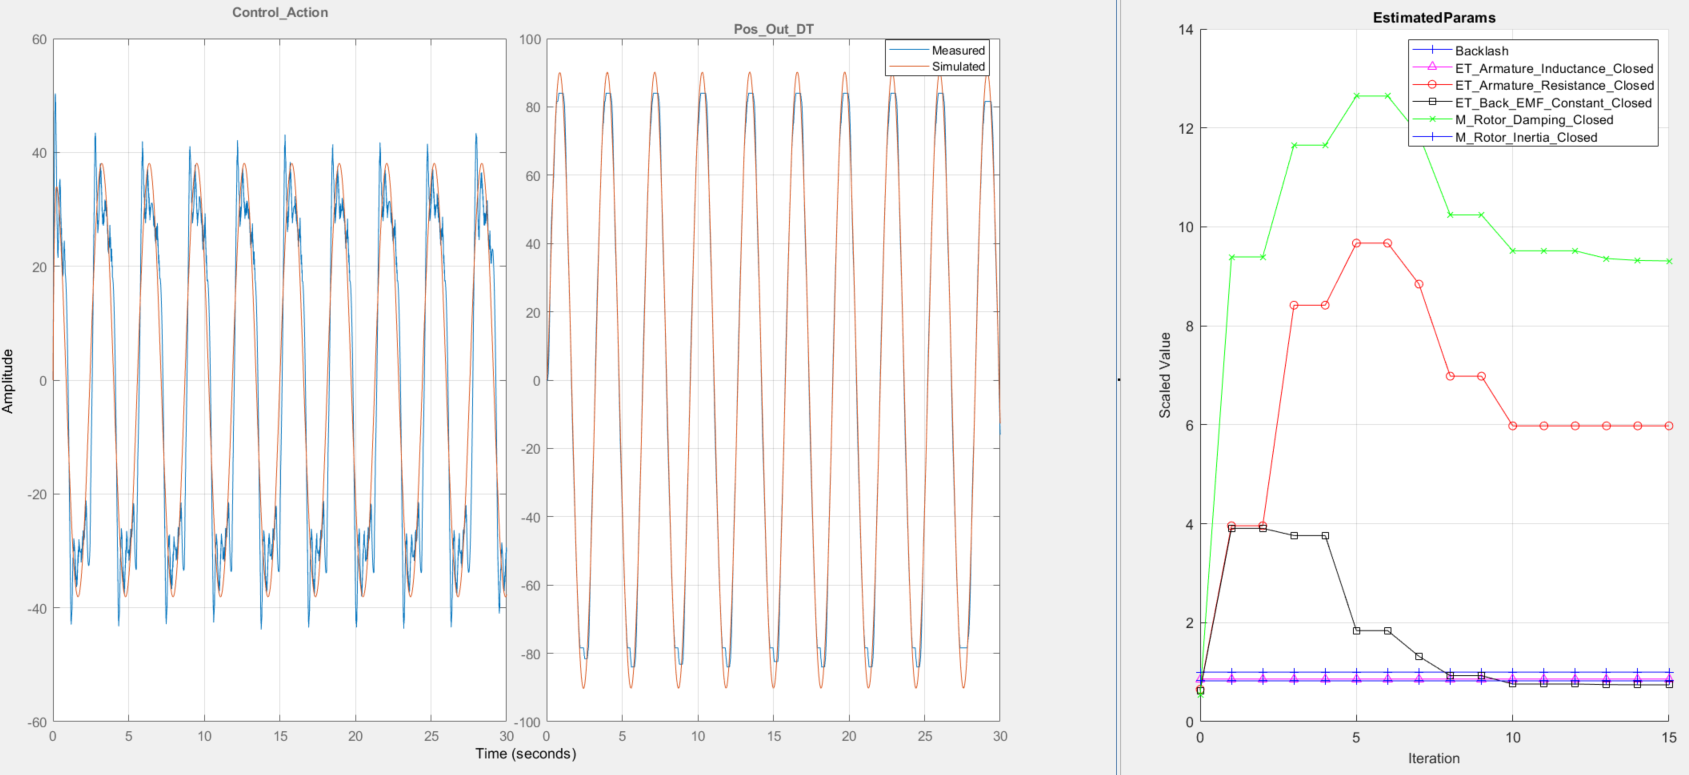 Control_Action
60
40
20
0
-20
-40
-60
0 5 10 15 20 25 30
Amplitude
Pos_Out_DT
Measured
Simulated
100
80
60
40
20
0
-20
-40
-60
-80
-100
5 10 15 20 25 30
Time (seconds)
EstimatedParams
Backlash
ET_Armature_Inductance_Closed
ET_Armature_Resistance_Closed
ET_Back_EMF_Constant_Closed
M_Rotor_Damping_Closed
M_Rotor_Inertia_Closed
14
12
10
8
6
4
2
0
0 5 10 15
Scaled Value
Iteration